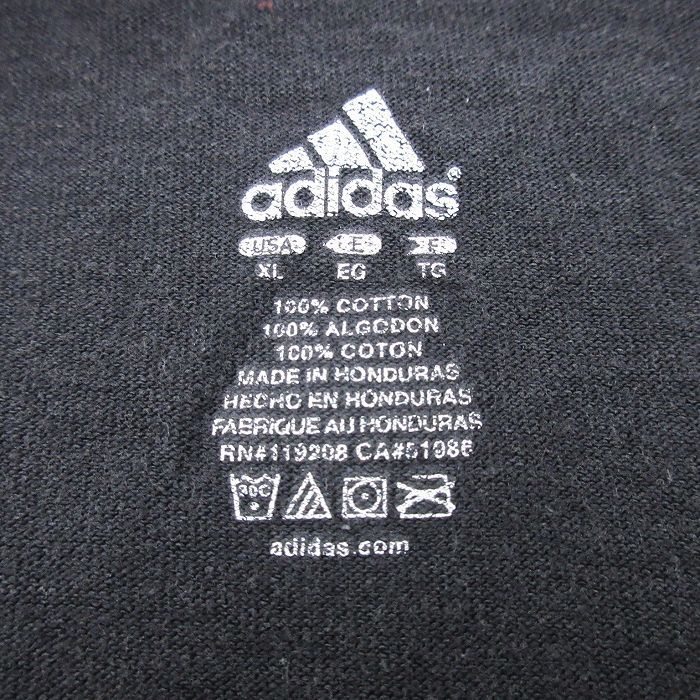 adidas®
USA E F
XL EG TG
100% COTTON
100% ALGODON
100% COTON
MADE IN HONDURAS
HECHO EN HONDURAS
FABRIQUE AU HONDURAS
RN#119208 CA#51086
30C
adidas.com